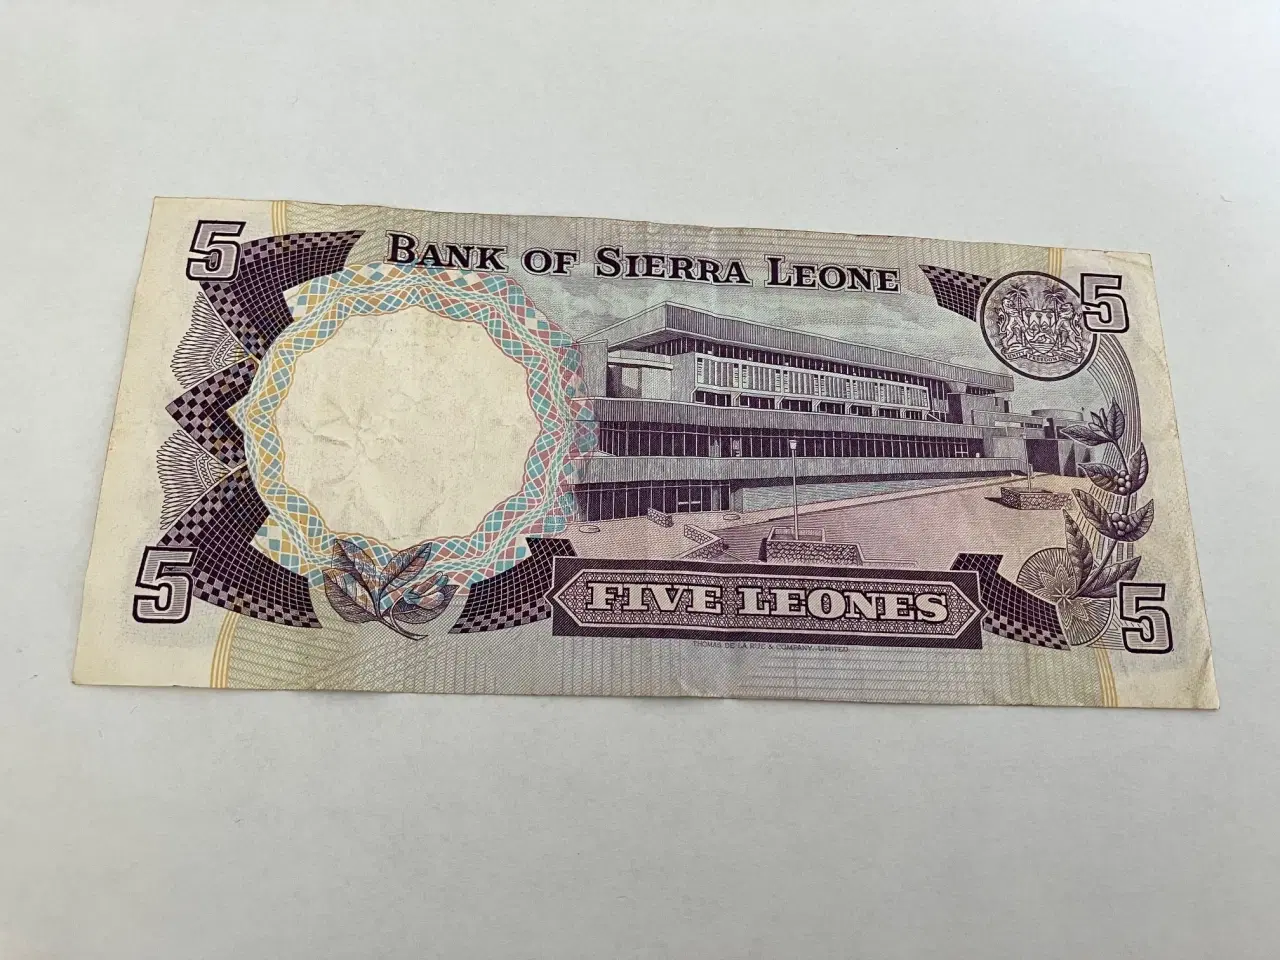 5
BANK OF SIERRA LEONE
5
5
FIVE LEONES
5
THOMAS DE LA RUE & COMPANY, LIMITED